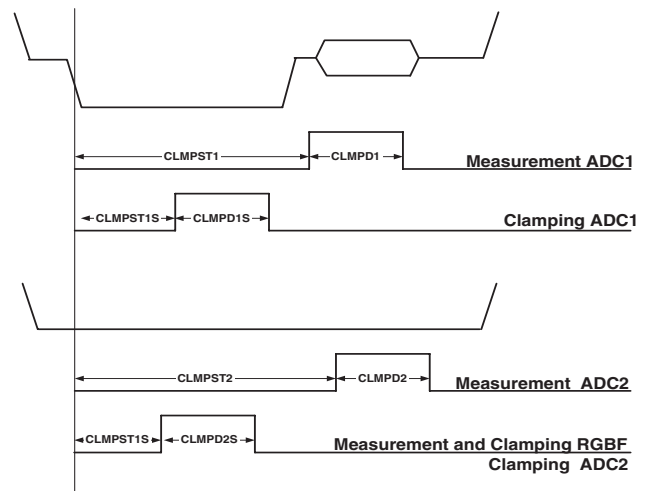 CLMPST1 CLMPD1 Measurement ADC1
CLMPST1S CLMPD1S Clamping ADC1
CLMPST2 CLMPD2 Measurement ADC2
CLMPST1S CLMPD2S Measurement and Clamping RGBF
Clamping ADC2